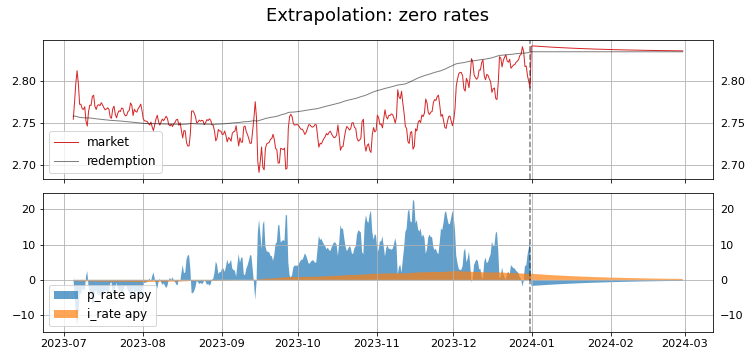 Extrapolation: zero rates
2.80 2.80
2.75 2.75
2.70 2.70
market
redemption
20 20
10 10
0 0
−10 −10
p_rate apy
i_rate apy
2023-07 2023-08 2023-09 2023-10 2023-11 2023-12 2024-01 2024-02 2024-03